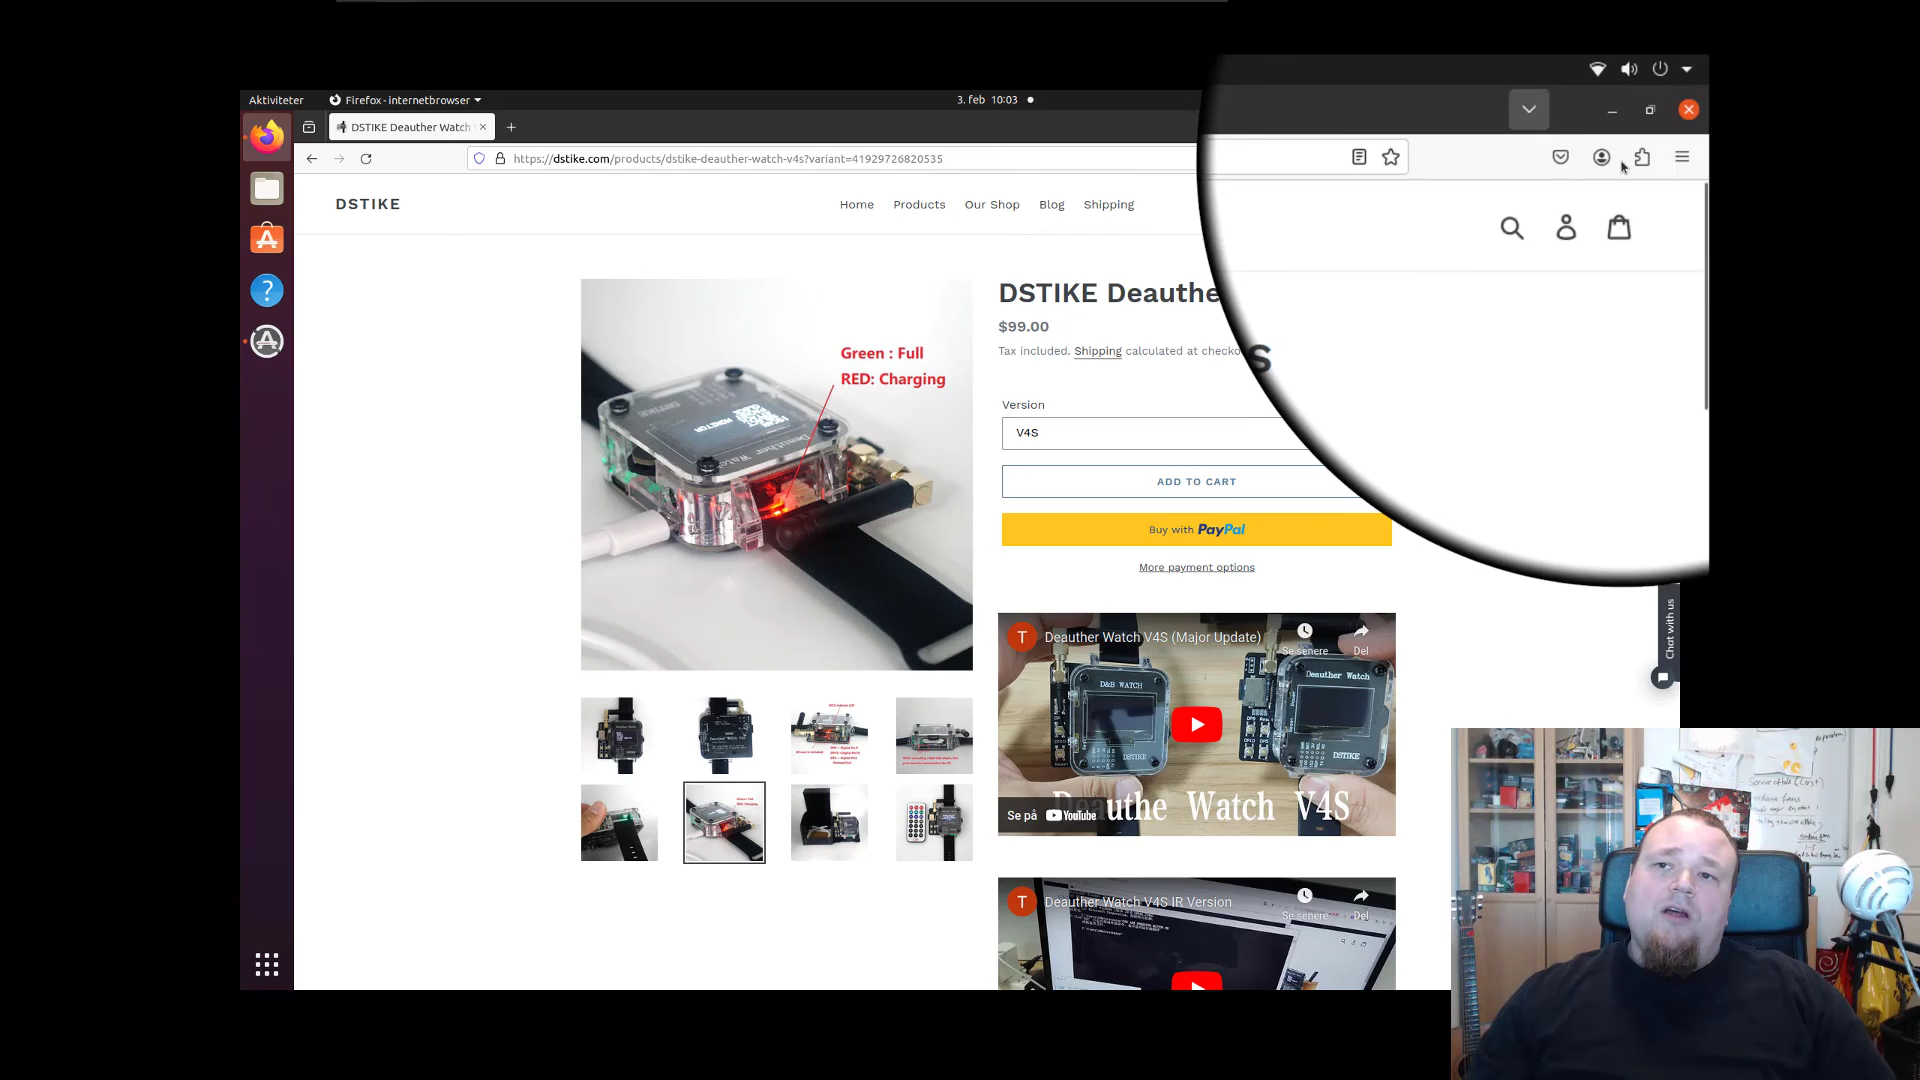 Aktiviteter
Firefox - internetbrowser
3. feb 10:03
DSTIKE Deauther Watch
https://dstike.com/products/dstike-deauther-watch-v4s?variant=41929726820535
DSTIKE
Home
Products
Our Shop
Blog
Shipping
Green : Full
RED: Charging
DSTIKE Deauthe
$99.00
Tax included. Shipping calculated at checko
S
Version
V4S
ADD TO CART
Buy with PayPal
More payment options
Chat with us
T
Deauther Watch V4S (Major Update)
Se senere
Del
D&B WATCH
Deauther Watch
DSTIKE
DSTIKE
Se på YouTube
Deauthe Watch V4S
T
Deauther Watch V4S IR Version
Se senere
Del